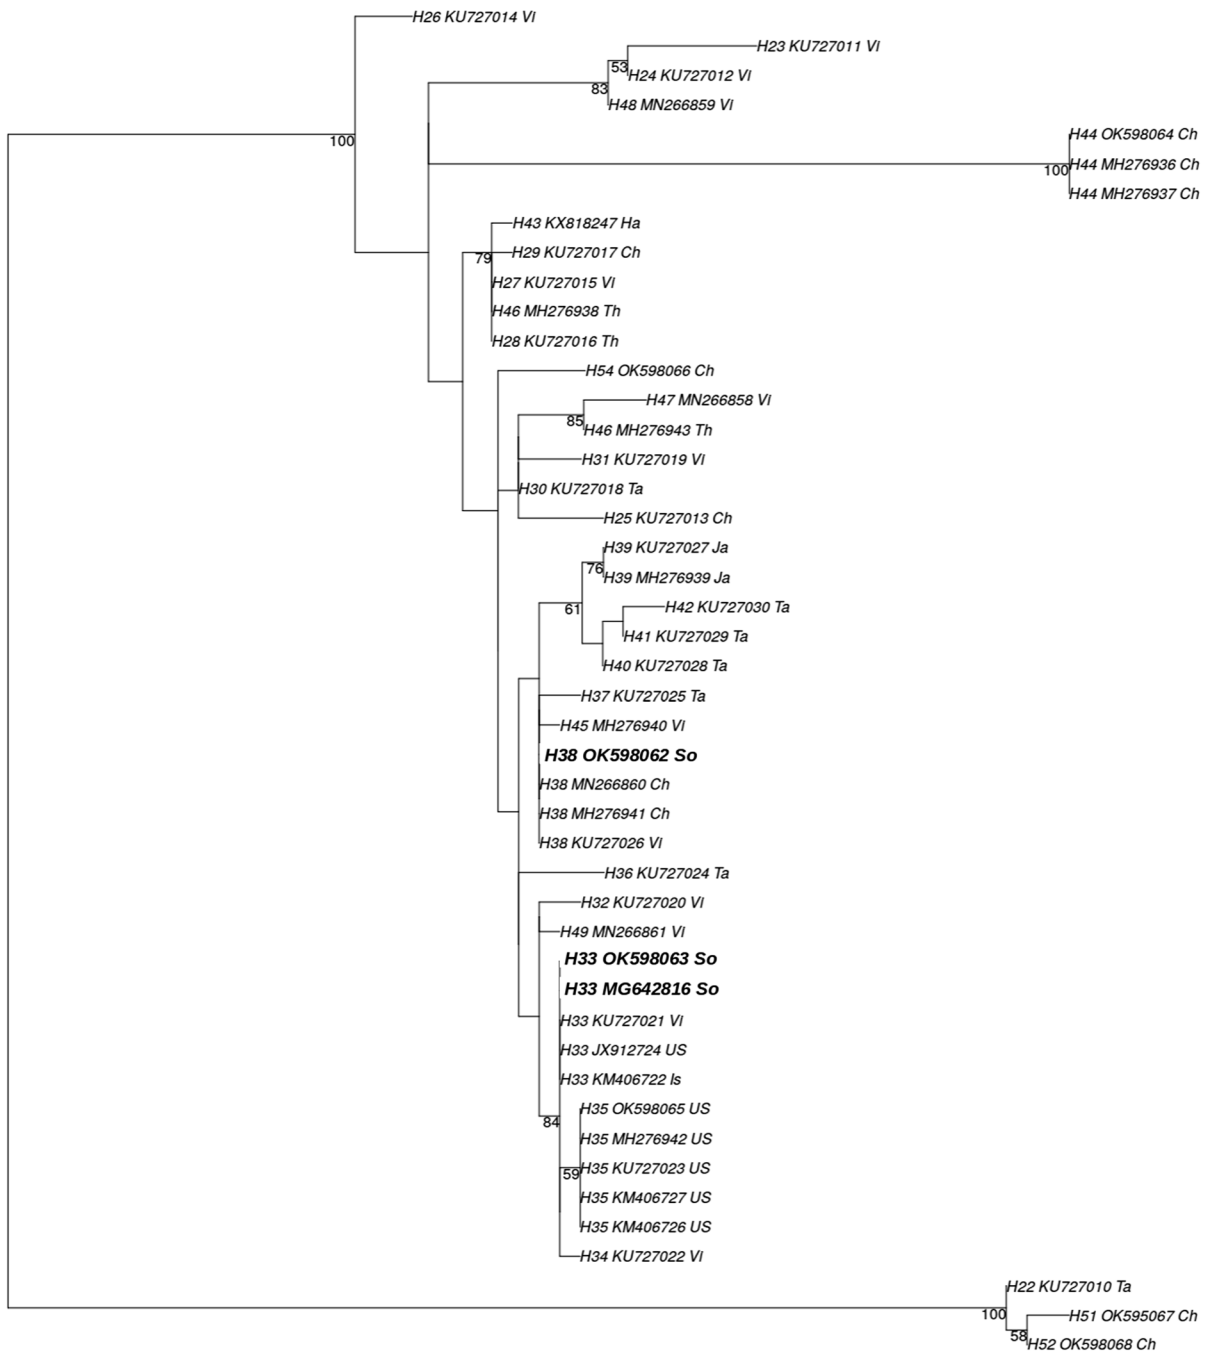 H26 KU727014 Vi
H23 KU727011 Vi
53
H24 KU727012 Vi
83
H48 MN266859 Vi
H44 OK598064 Ch
100
H44 MH276936 Ch
100
H44 MH276937 Ch
H43 KX818247 Ha
H29 KU727017 Ch
79
H27 KU727015 Vi
H46 MH276938 Th
H28 KU727016 Th
H54 OK598066 Ch
H47 MN266858 Vi
85
H46 MH276943 Th
H31 KU727019 Vi
H30 KU727018 Ta
H25 KU727013 Ch
H39 KU727027 Ja
76
H39 MH276939 Ja
H42 KU727030 Ta
61
H41 KU727029 Ta
H40 KU727028 Ta
H37 KU727025 Ta
H45 MH276940 Vi
H38 OK598062 So
H38 MN266860 Ch
H38 MH276941 Ch
H38 KU727026 Vi
H36 KU727024 Ta
H32 KU727020 Vi
H49 MN266861 Vi
H33 OK598063 So
H33 MG642816 So
H33 KU727021 Vi
H33 JX912724 US
H33 KM406722 Is
H35 OK598065 US
84
H35 MH276942 US
H35 KU727023 US
59
H35 KM406727 US
H35 KM406726 US
H34 KU727022 Vi
H22 KU727010 Ta
100
H51 OK595067 Ch
58
H52 OK598068 Ch